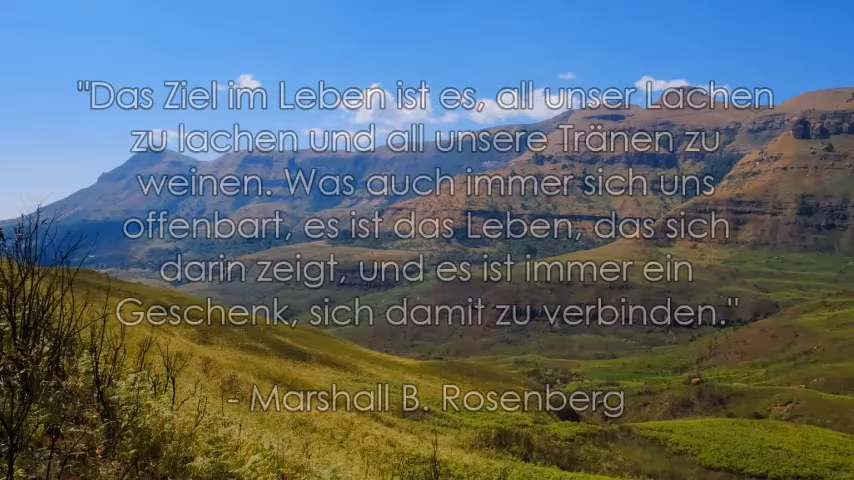 "Das Ziel im Leben ist es, all unser Lachen
zu lachen und all unsere Tränen zu
weinen. Was auch immer sich uns
offenbart, es ist das Leben, das sich
darin zeigt, und es ist immer ein
Geschenk, sich damit zu verbinden."
- Marshall B. Rosenberg